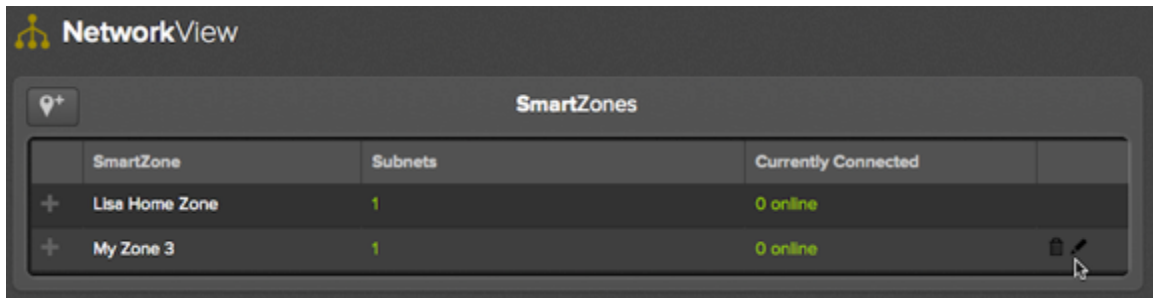 NetworkView
SmartZones
SmartZone Subnets Currently Connected
Lisa Home Zone 1 0 online
My Zone 3 1 0 online